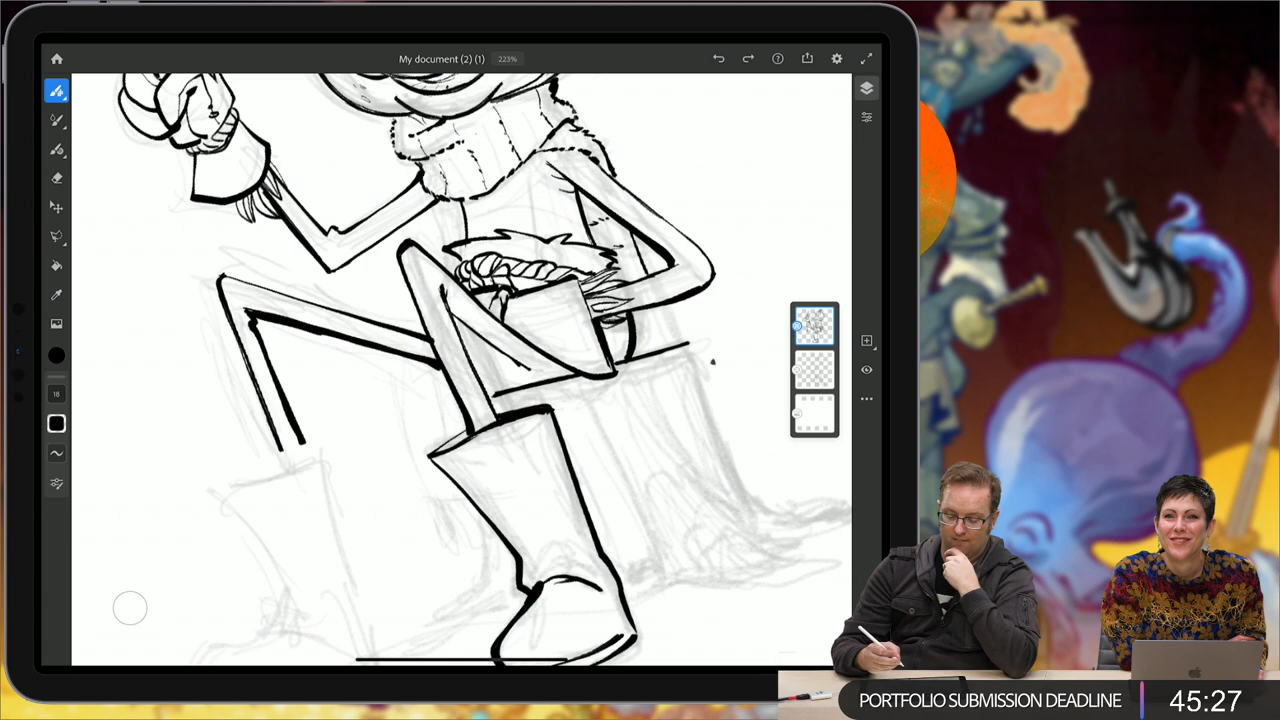 My document (2) (1) 223%
18
PORTFOLIO SUBMISSION DEADLINE 45:27